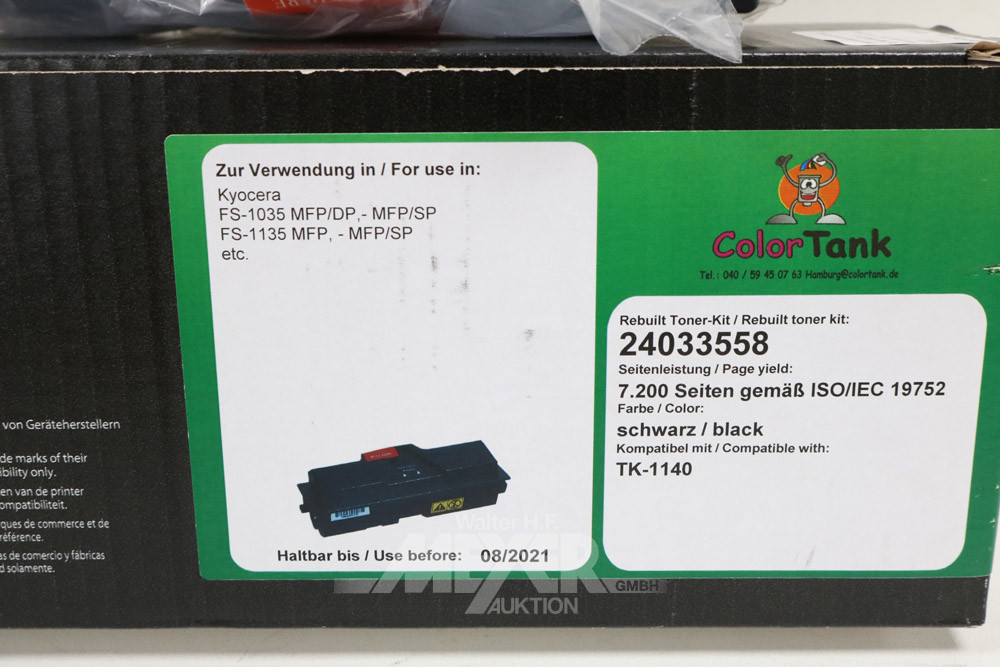 Zur Verwendung in / For use in:
Kyocera
FS-1035 MFP/DP,- MFP/SP
FS-1135 MFP, - MFP/SP
etc.
Haltbar bis / Use before: 08/2021
ColorTank
Tel.: 040 / 59 45 07 63 Hamburg@colortank.de
Rebuilt Toner-Kit / Rebuilt toner kit:
24033558
Seitenleistung / Page yield:
7.200 Seiten gemäß ISO/IEC 19752
Farbe / Color:
schwarz / black
Kompatibel mit / Compatible with:
TK-1140
von Geräteherstellern
de marks of their
ibility only.
en van de printer
ompatibiliteit.
ques de commerce et de
référence.
as de comercio y fábricas
d solamente.
Walter H.F.
MEYER
GMBH
AUKTION